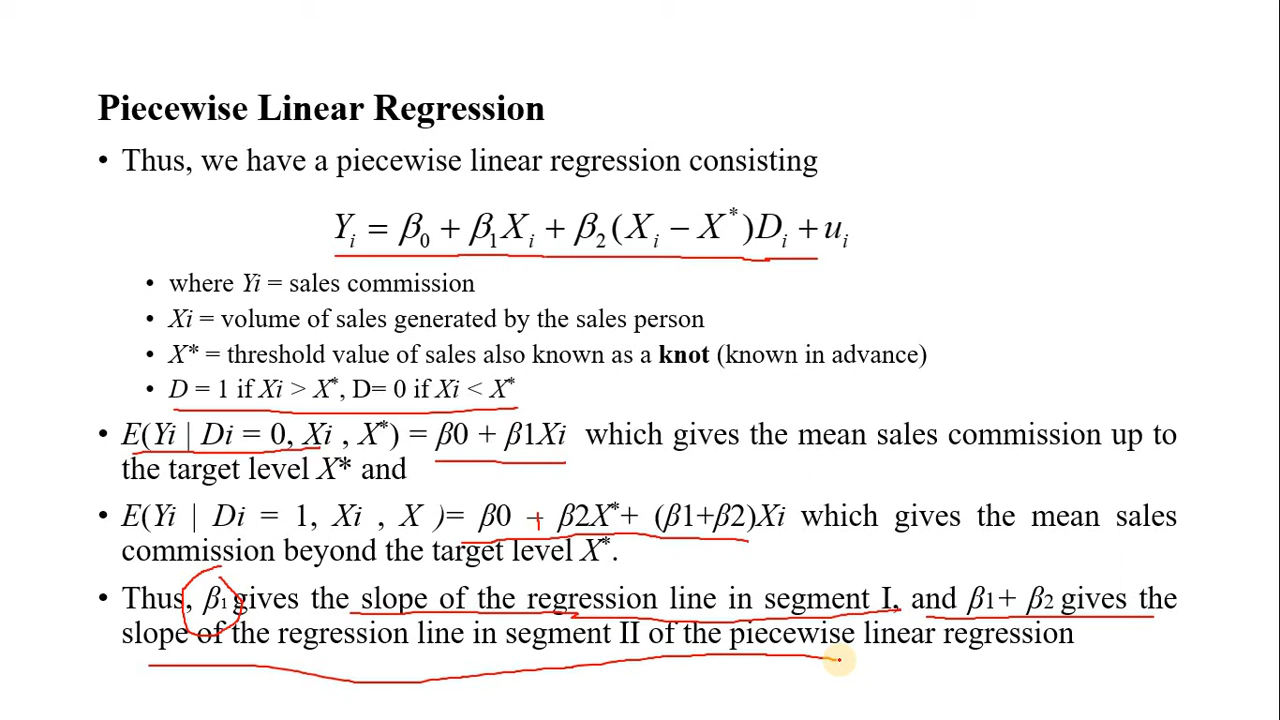 Piecewise Linear Regression
• Thus, we have a piecewise linear regression consisting
Yᵢ = β₀ + β₁Xᵢ + β₂(Xᵢ − X*)Dᵢ + uᵢ
• where Yi = sales commission
• Xi = volume of sales generated by the sales person
• X* = threshold value of sales also known as a knot (known in advance)
• D = 1 if Xi > X*, D= 0 if Xi < X*
• E(Yi | Di = 0, Xi , X*) = β0 + β1Xi which gives the mean sales commission up to
the target level X* and
• E(Yi | Di = 1, Xi , X )= β0 + β2X*+ (β1+β2)Xi which gives the mean sales
commission beyond the target level X*.
• Thus, β₁ gives the slope of the regression line in segment I, and β₁+ β₂ gives the
slope of the regression line in segment II of the piecewise linear regression